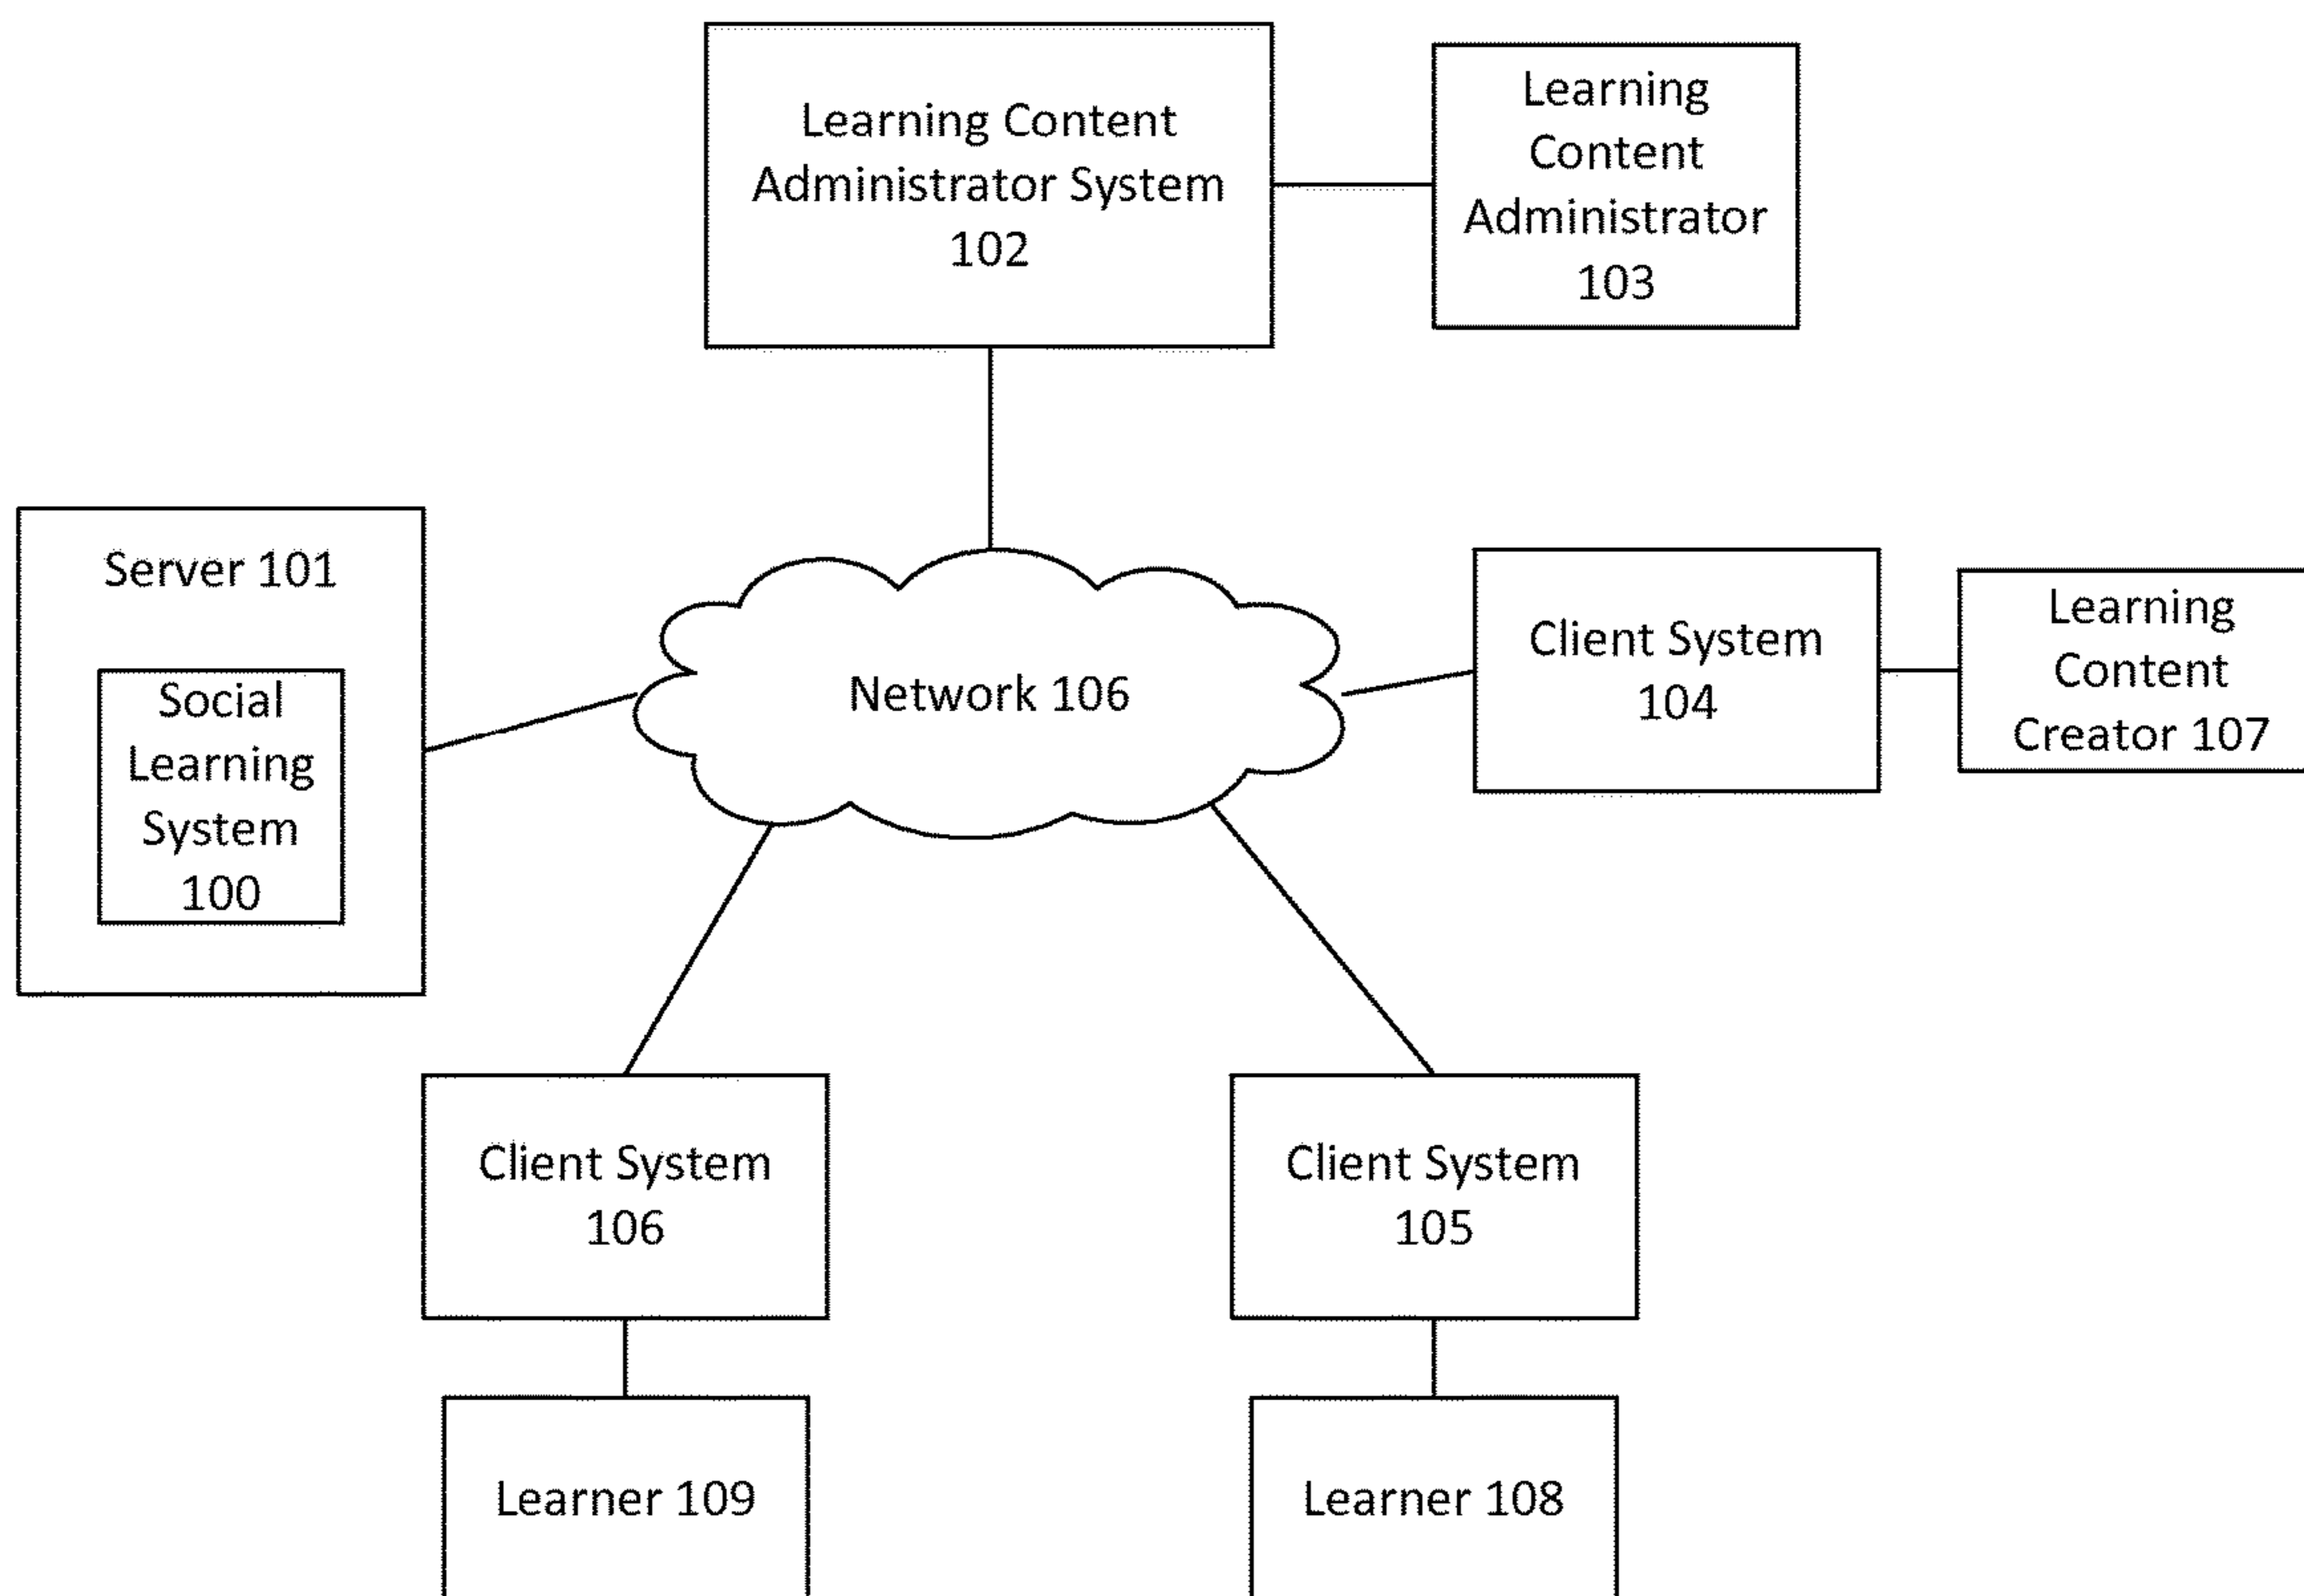 Learning Content
Administrator System
102
Learning
Content
Administrator
103
Server 101
Social
Learning
System
100
Network 106
Client System
104
Learning
Content
Creator 107
Client System
106
Client System
105
Learner 109
Learner 108